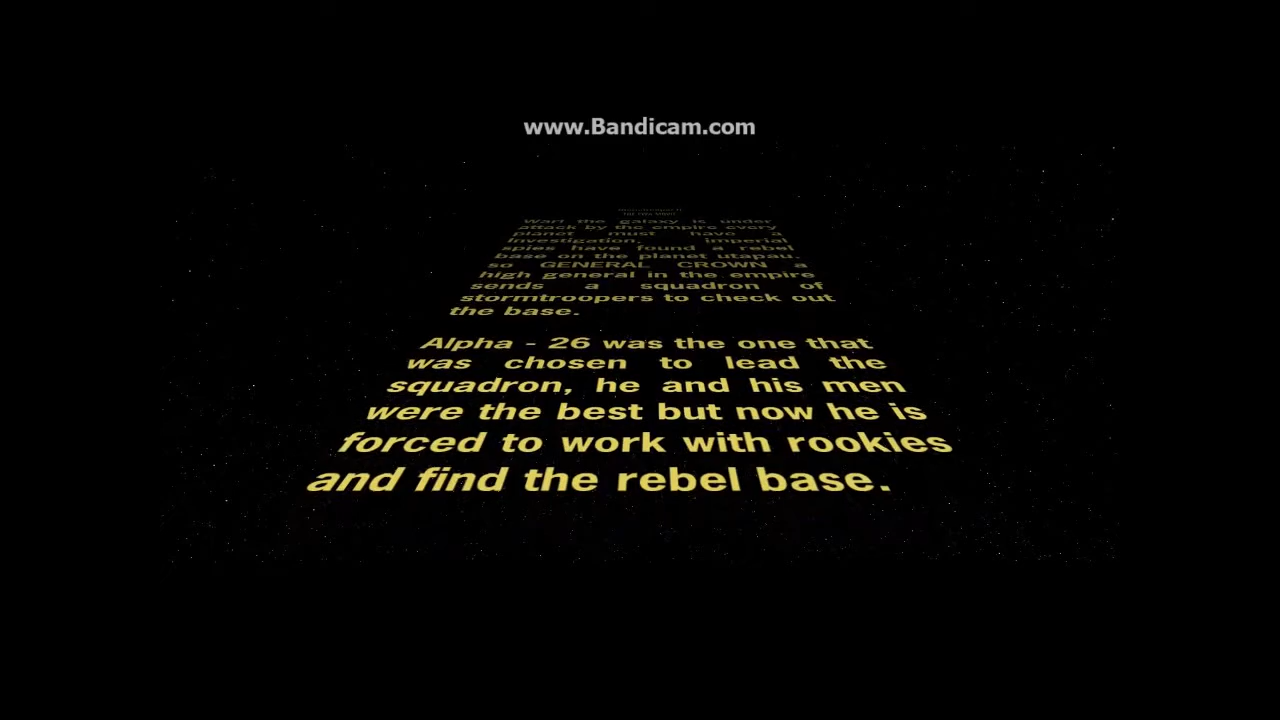 www.Bandicam.com
War! the galaxy is under
attack by the empire every
planet must have a
investigation, imperial
spies have found a rebel
base on the planet utapau.
so GENERAL CROWN a
high general in the empire
sends a squadron of
stormtroopers to check out
the base.
Alpha - 26 was the one that
was chosen to lead the
squadron, he and his men
were the best but now he is
forced to work with rookies
and find the rebel base.